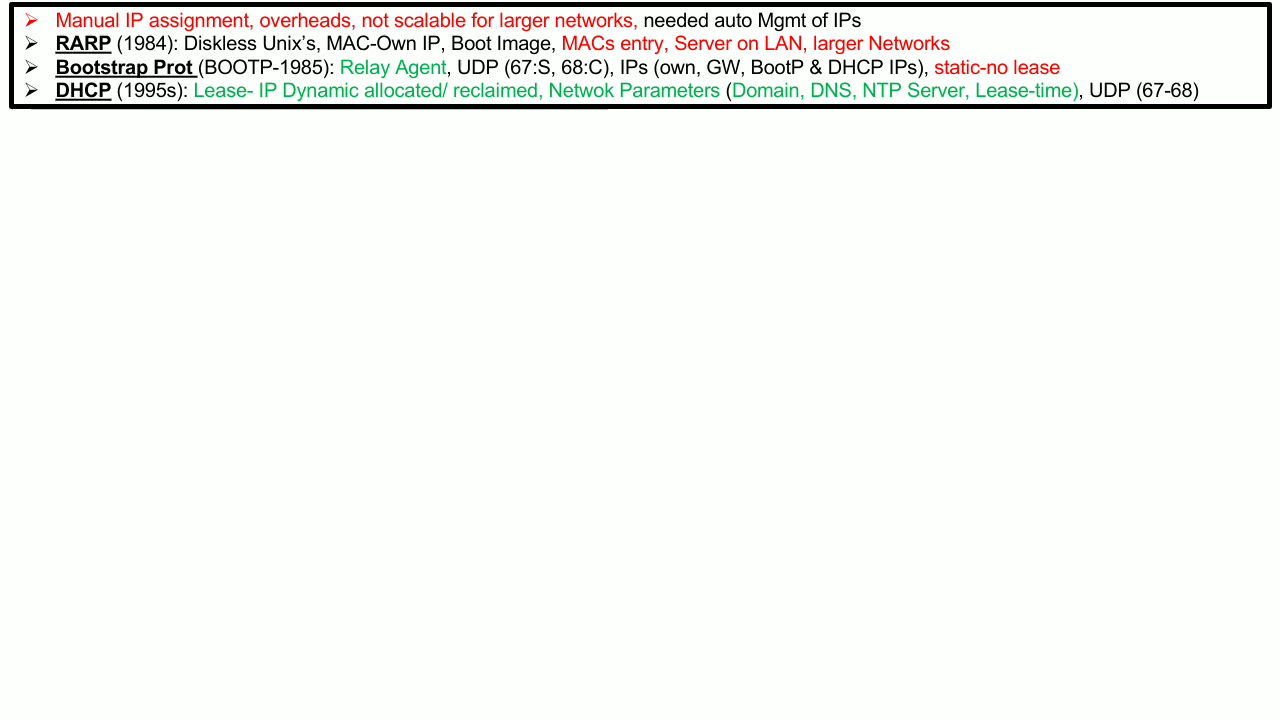 ➢ Manual IP assignment, overheads, not scalable for larger networks, needed auto Mgmt of IPs
➢ RARP (1984): Diskless Unix's, MAC-Own IP, Boot Image, MACs entry, Server on LAN, larger Networks
➢ Bootstrap Prot (BOOTP-1985): Relay Agent, UDP (67:S, 68:C), IPs (own, GW, BootP & DHCP IPs), static-no lease
➢ DHCP (1995s): Lease- IP Dynamic allocated/ reclaimed, Netwok Parameters (Domain, DNS, NTP Server, Lease-time), UDP (67-68)